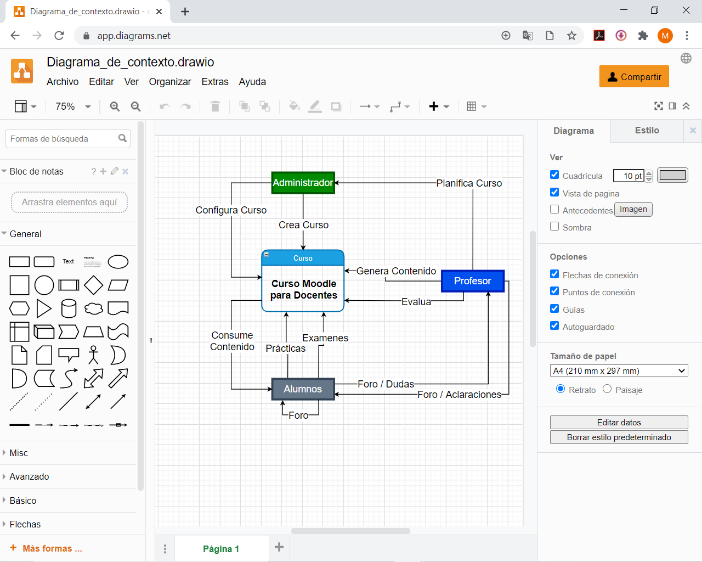 Diagrama_de_contexto.drawio - 
app.diagrams.net
M
Diagrama_de_contexto.drawio
Archivo Editar Ver Organizar Extras Ayuda
Compartir
75%
Formas de búsqueda
Bloc de notas
Arrastra elementos aquí
General
Text
Misc
Avanzado
Básico
Flechas
+ Más formas ...
Administrador
Planifica Curso
Configura Curso
Crea Curso
Curso
Curso Moodle
para Docentes
Genera Contenido
Profesor
Evalua
Consume
Contenido
Prácticas
Examenes
Alumnos
Foro / Dudas
Foro / Aclaraciones
Foro
Página 1
Diagrama
Estilo
Ver
Cuadrícula
10 pt
Vista de pagina
Antecedentes
Imagen
Sombra
Opciones
Flechas de conexión
Puntos de conexión
Guías
Autoguardado
Tamaño de papel
A4 (210 mm x 297 mm)
Retrato
Paisaje
Editar datos
Borrar estilo predeterminado